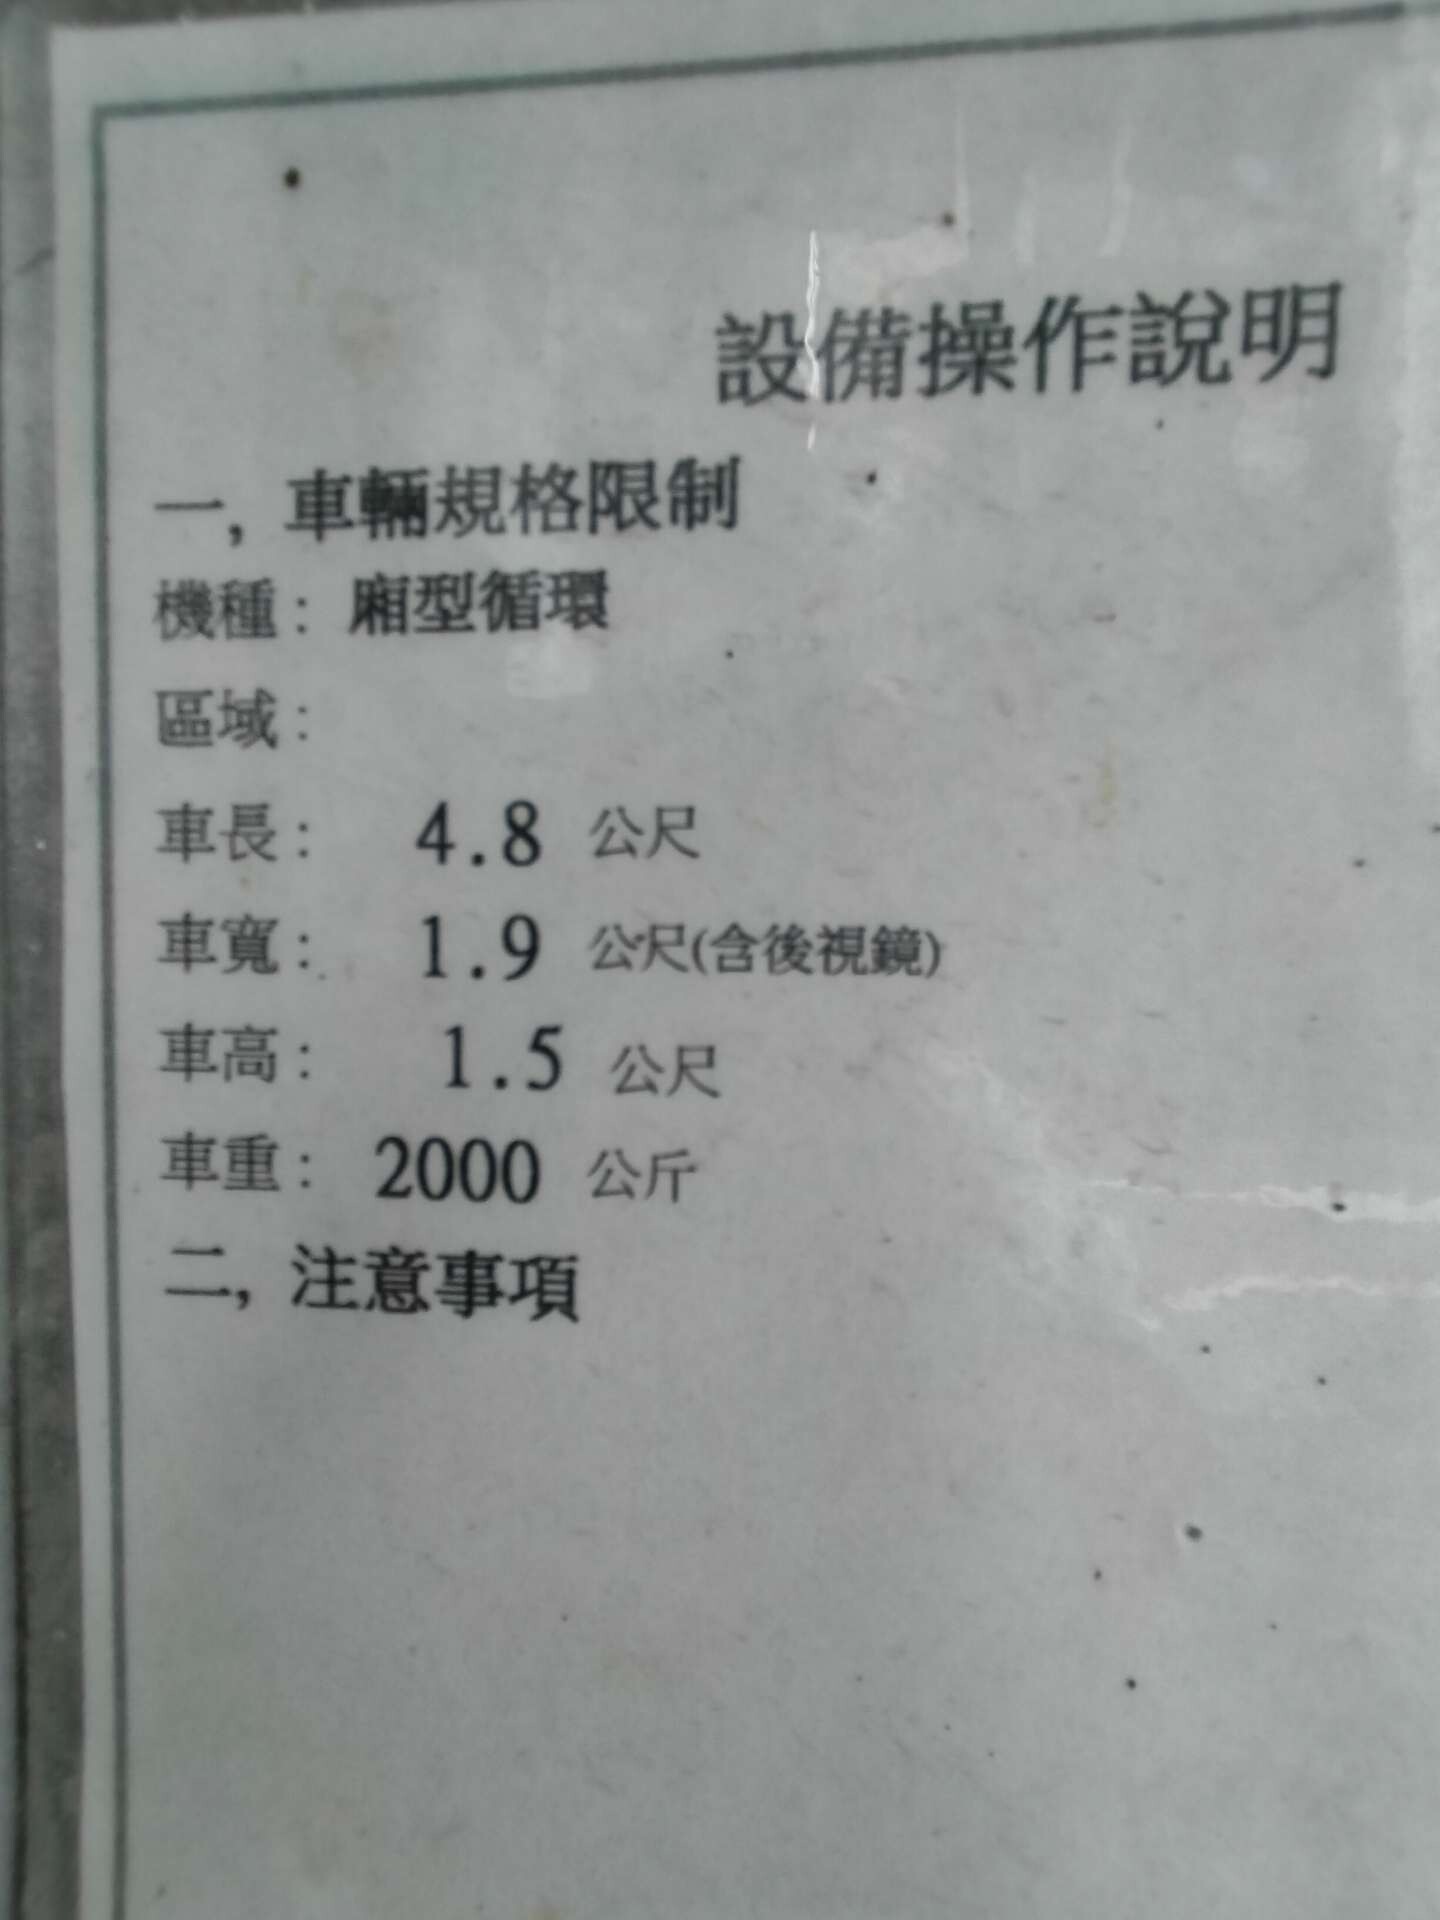 設備操作說明
一, 車輛規格限制
機種: 廂型循環
區域:
車長: 4.8 公尺
車寬: 1.9 公尺(含後視鏡)
車高: 1.5 公尺
車重: 2000 公斤
二, 注意事項